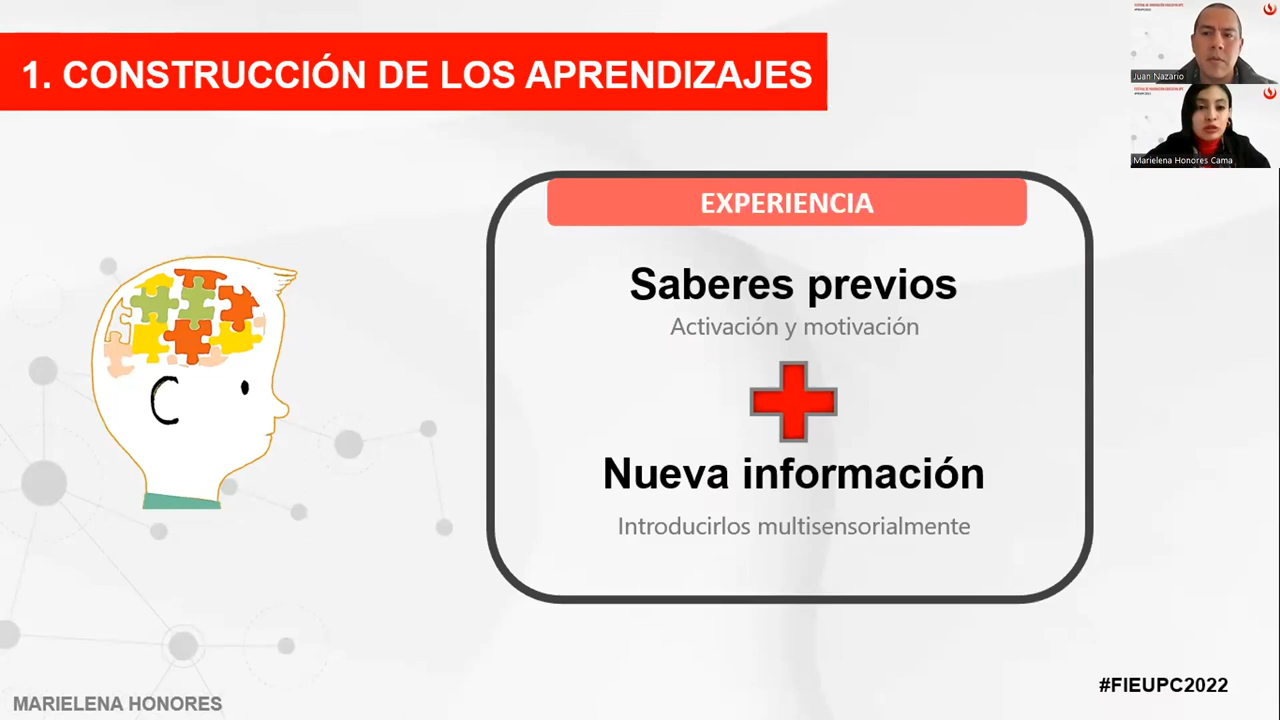 1. CONSTRUCCIÓN DE LOS APRENDIZAJES
Juan Nazario
Marielena Honores Cama
EXPERIENCIA
Saberes previos
Activación y motivación
Nueva información
Introducirlos multisensorialmente
MARIELENA HONORES
#FIEUPC2022